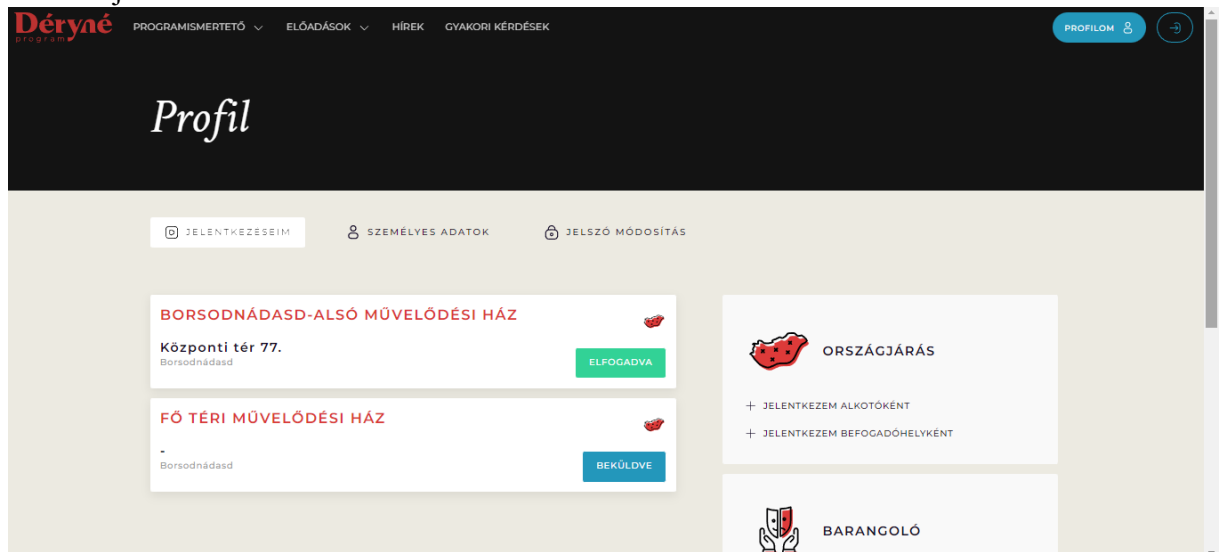 Déryné
program
PROGRAMISMERTETŐ
ELŐADÁSOK
HÍREK
GYAKORI KÉRDÉSEK
PROFILOM
Profil
JELENTKEZÉSEIM
SZEMÉLYES ADATOK
JELSZÓ MÓDOSÍTÁS
BORSODNÁDASD-ALSÓ MŰVELŐDÉSI HÁZ
Központi tér 77.
Borsodnádasd
ELFOGADVA
FŐ TÉRI MŰVELŐDÉSI HÁZ
-
Borsodnádasd
BEKÜLDVE
ORSZÁGJÁRÁS
+ JELENTKEZEM ALKOTÓKÉNT
+ JELENTKEZEM BEFOGADÓHELYKÉNT
BARANGOLÓ